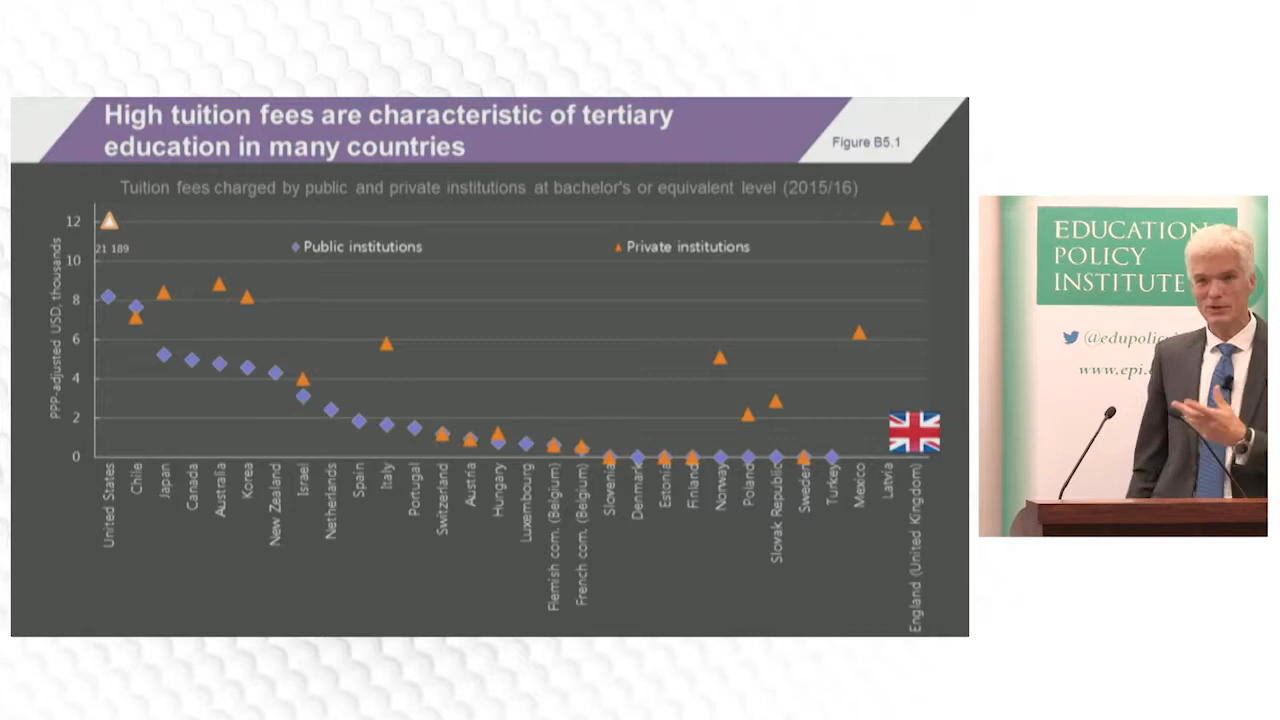 High tuition fees are characteristic of tertiary
education in many countries
Figure B5.1
Tuition fees charged by public and private institutions at bachelor's or equivalent level (2015/16)
PPP-adjusted USD, thousands
12
10
8
6
4
2
0
21 189
Public institutions
Private institutions
United States
Chile
Japan
Canada
Australia
Korea
New Zealand
Israel
Netherlands
Spain
Italy
Portugal
Switzerland
Austria
Hungary
Luxembourg
Flemish com. (Belgium)
French com. (Belgium)
Slovenia
Denmark
Estonia
Finland
Norway
Poland
Slovak Republic
Sweden
Turkey
Mexico
Latvia
England (United Kingdom)
EDUCATION
POLICY
INSTITUTE
@edupolic
www.epi.